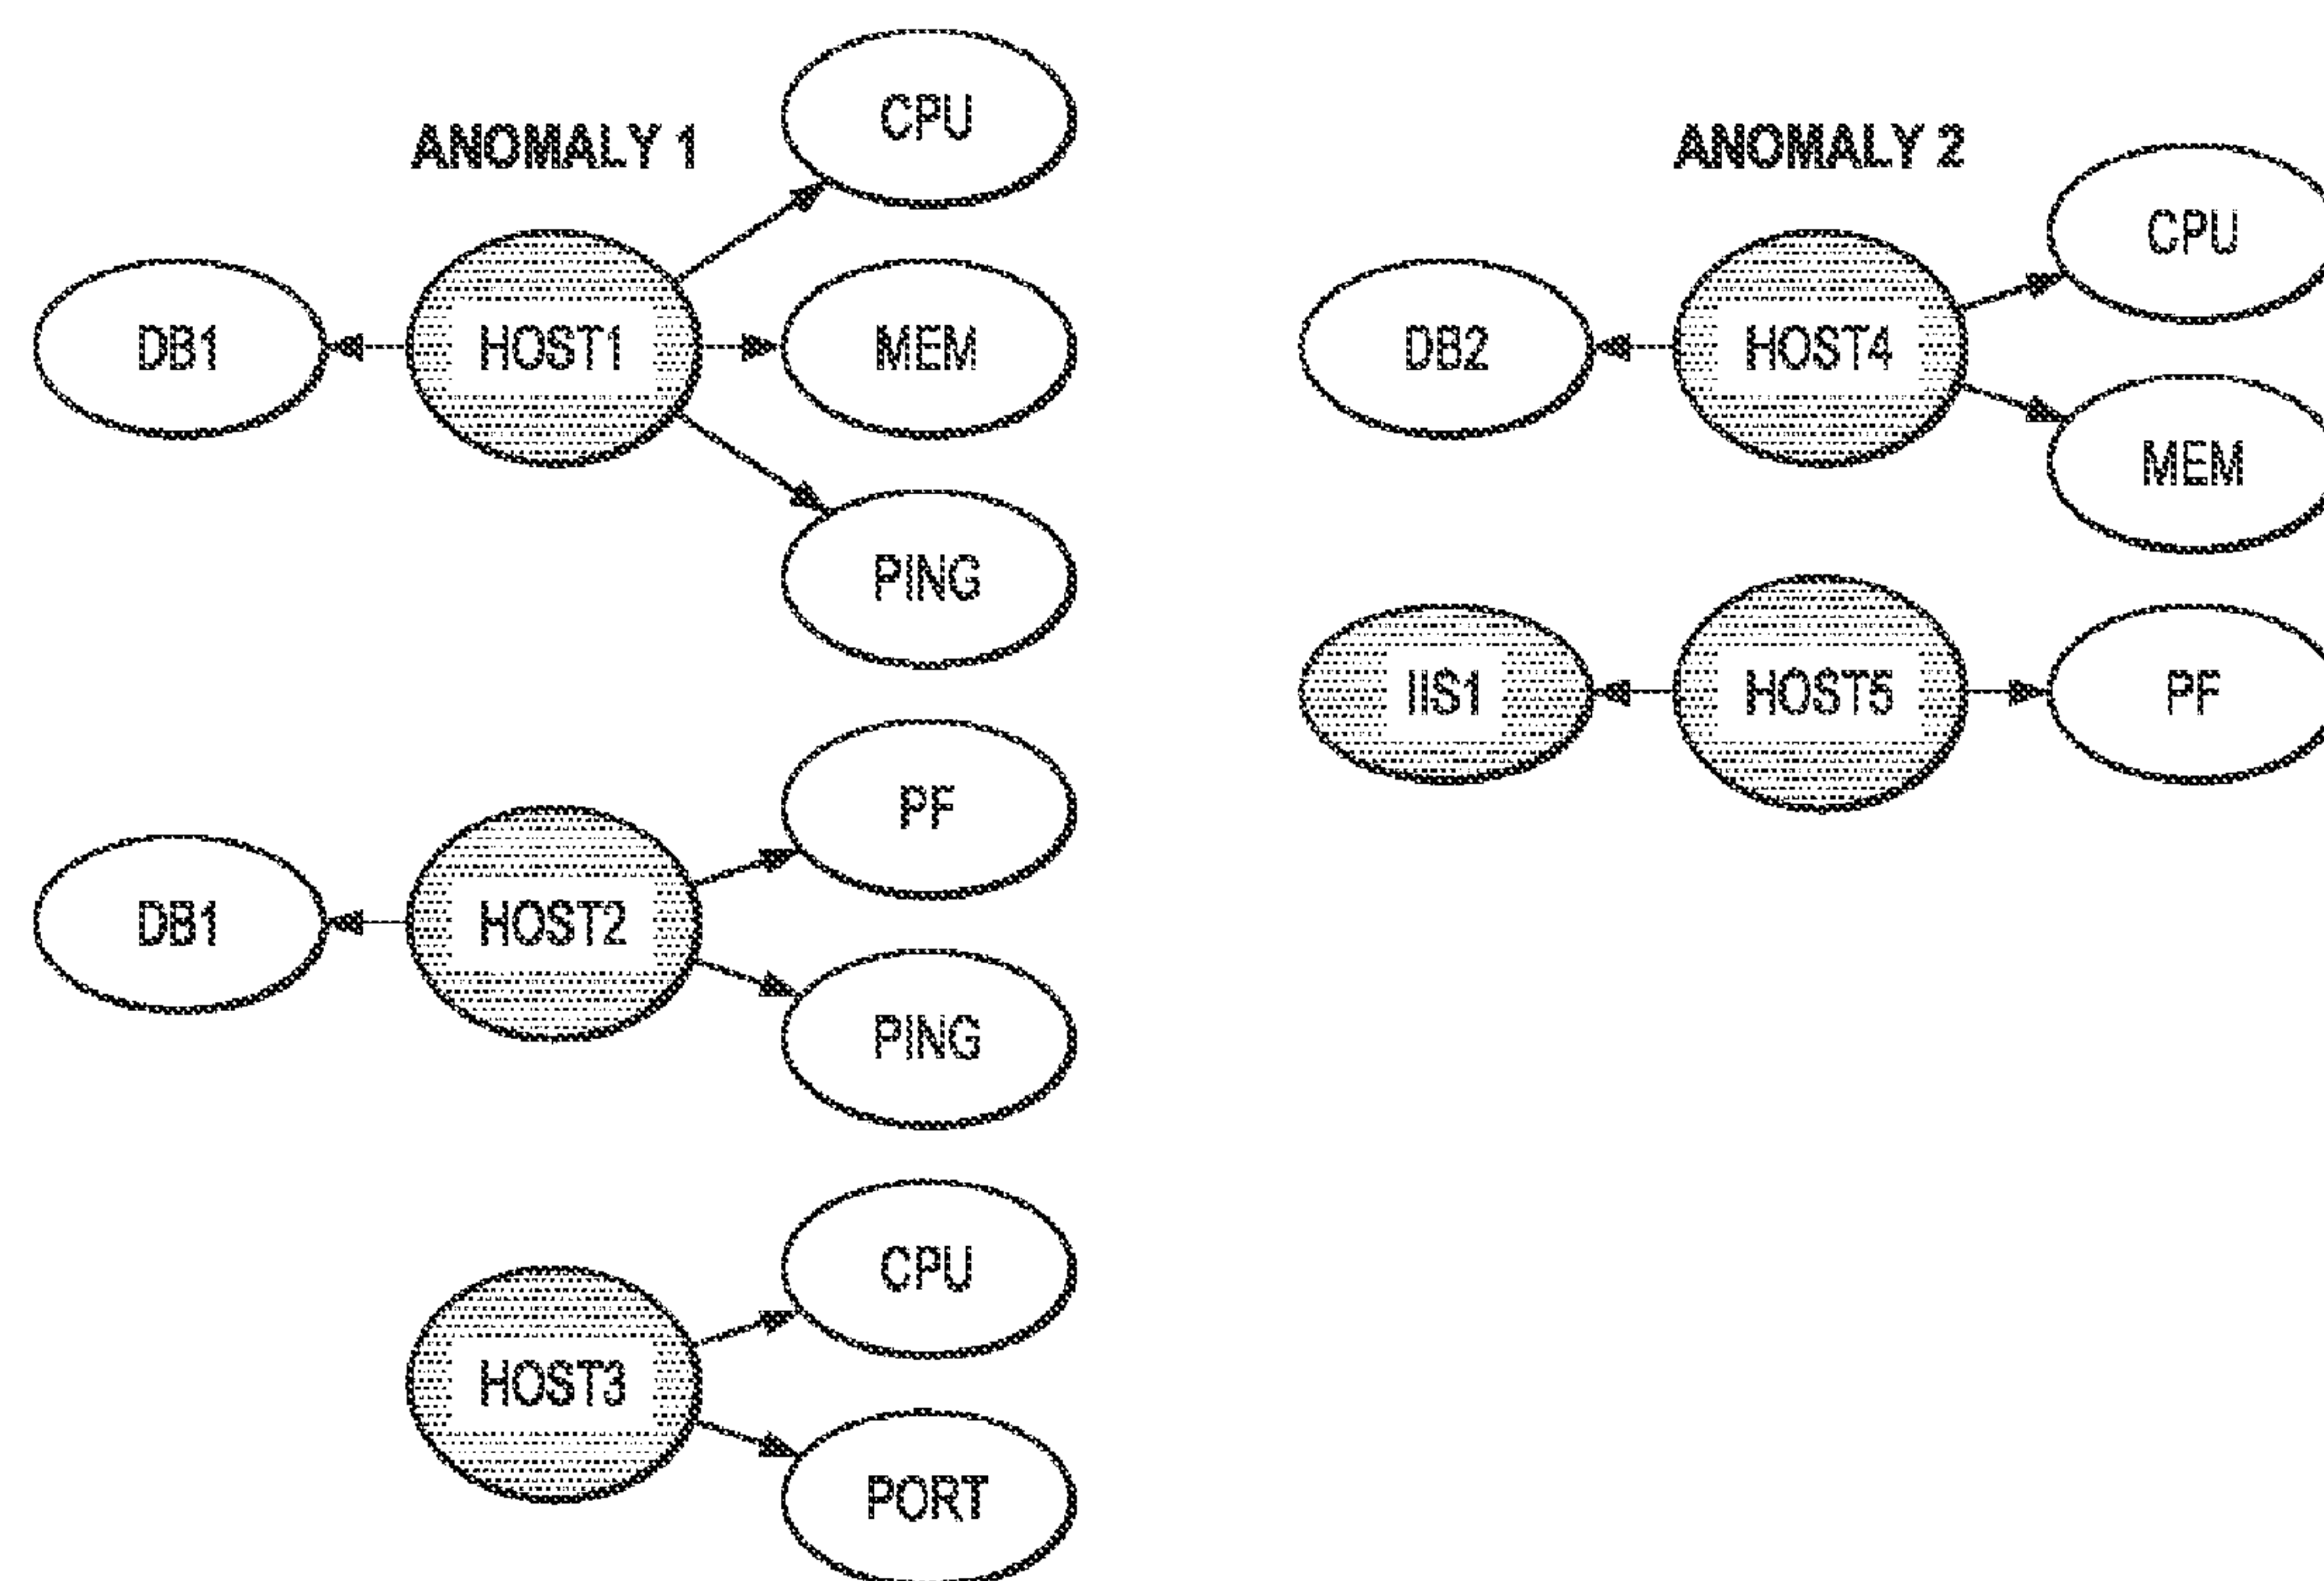 ANOMALY 1
CPU
DB1
HOST1
MEM
PING
PF
DB1
HOST2
PING
CPU
HOST3
PORT
ANOMALY 2
CPU
DB2
HOST4
MEM
IIS1
HOST5
PF